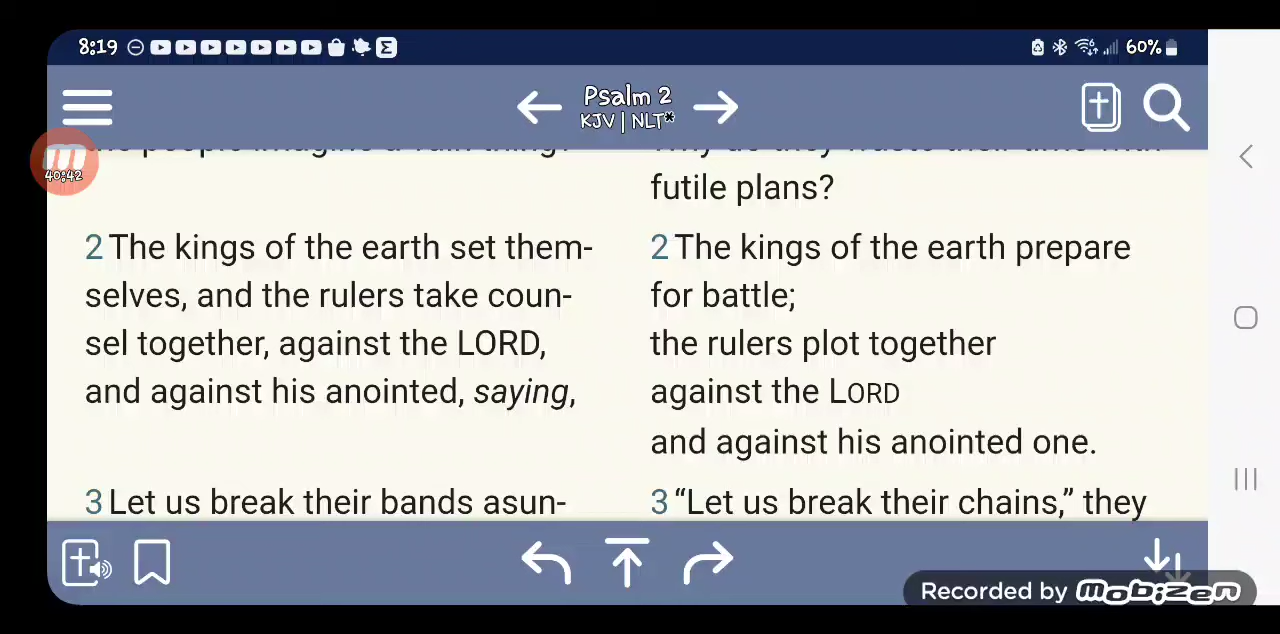 8:19
60%
Psalm 2
KJV | NLT*
40:42
futile plans?
2 The kings of the earth set them-
selves, and the rulers take coun-
sel together, against the LORD,
and against his anointed, saying,
3 Let us break their bands asun-
2 The kings of the earth prepare
for battle;
the rulers plot together
against the LORD
and against his anointed one.
3 “Let us break their chains,” they
Recorded by MOBIZEN